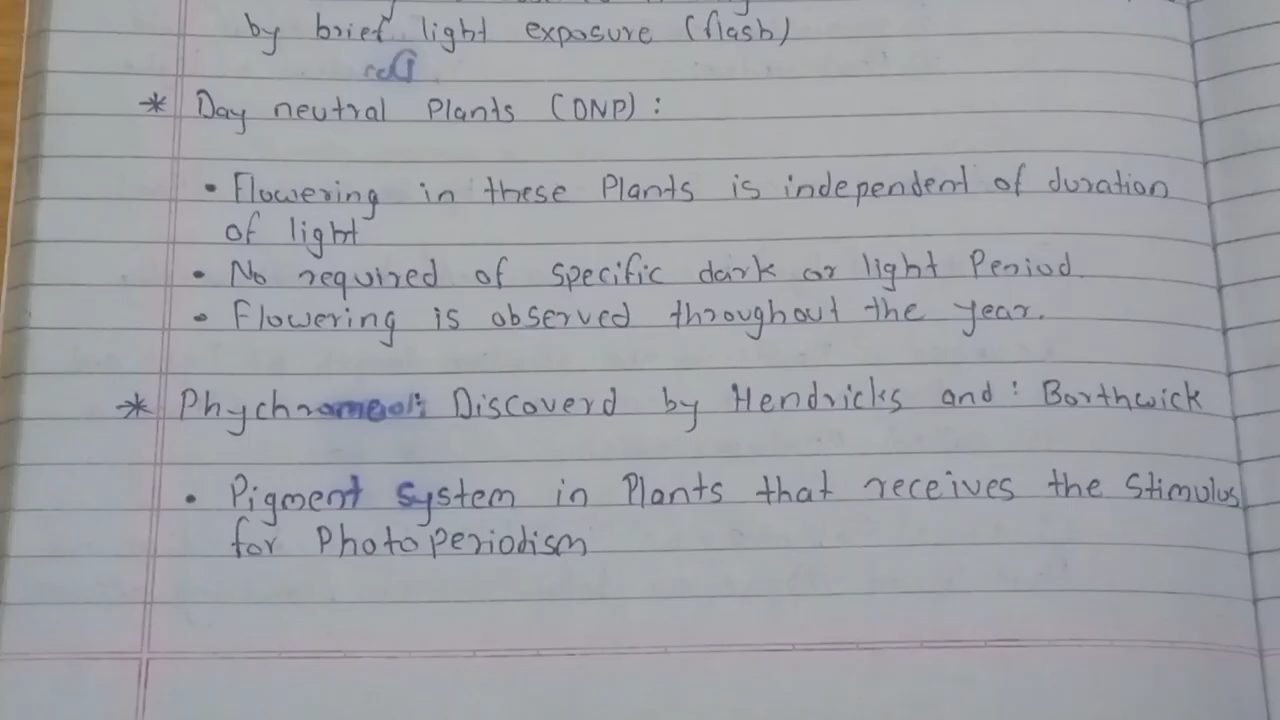 by brief light exposure (flash)
red
* Day neutral Plants (DNP) :
• Flowering in these Plants is independent of duration
of light
• No required of specific dark or light Period.
• Flowering is observed throughout the year.
* Phychromeol: Discoverd by Hendricks and : Borthwick
• Pigment system in Plants that receives the Stimulus
for Photoperiodism